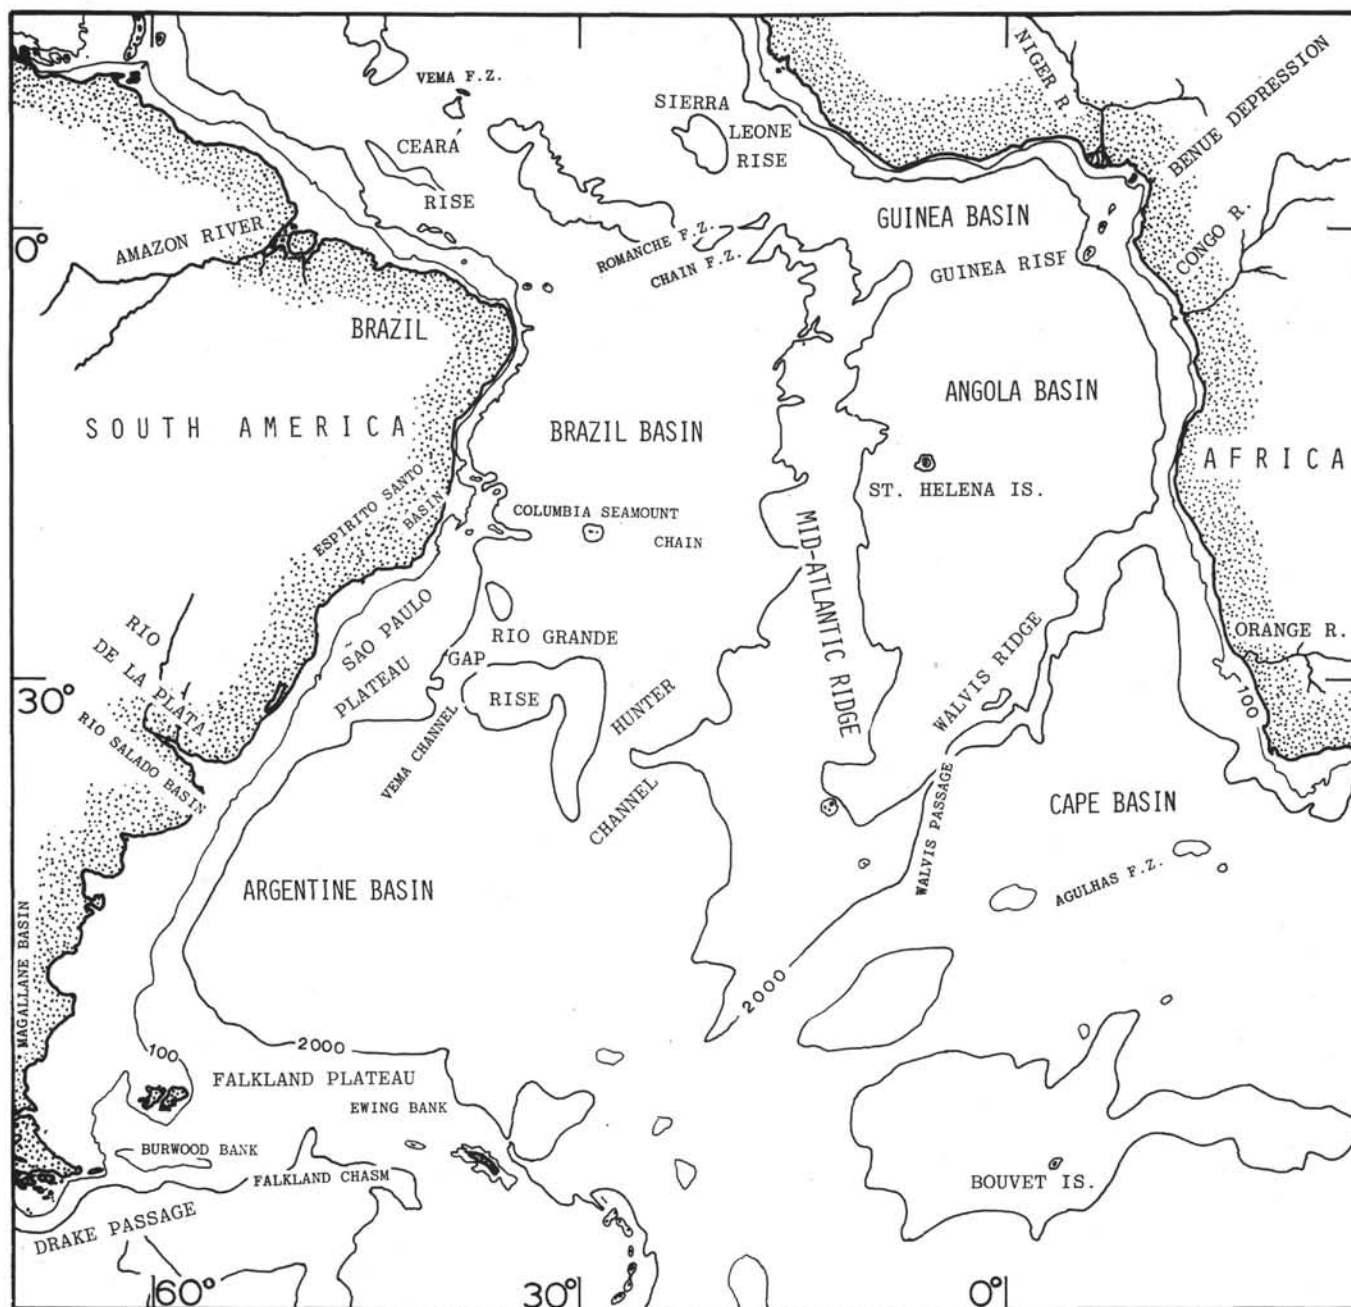 VEMA F.Z.
NIGER R
BENUE DEPRESSION
SIERRA
LEONE
RISE
CEARÁ
RISE
AMAZON RIVER
0°
GUINEA BASIN
CONGO R.
ROMANCHE F.Z.
CHAIN F.Z.
GUINEA RISF
BRAZIL
SOUTH AMERICA
BRAZIL BASIN
ANGOLA BASIN
AFRICA
ST. HELENA IS.
ESPIRITO SANTO
BASIN
COLUMBIA SEAMOUNT
CHAIN
MID-ATLANTIC RIDGE
RIO
DE LA PLATA
SÃO PAULO
PLATEAU
RIO GRANDE
GAP
RISE
HUNTER
CHANNEL
WALVIS RIDGE
ORANGE R.
100
30°
RIO SALADO BASIN
VEMA CHANNEL
WALVIS PASSAGE
CAPE BASIN
ARGENTINE BASIN
AGULHAS F.Z.
MAGALLANE BASIN
2000
100
2000
FALKLAND PLATEAU
EWING BANK
BURWOOD BANK
FALKLAND CHASM
BOUVET IS.
DRAKE PASSAGE
60°
30°
0°